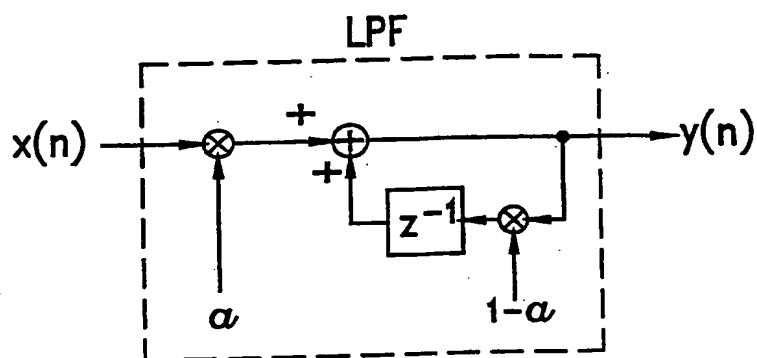 LPF
x(n)
+
+
y(n)
z⁻¹
a
1-a